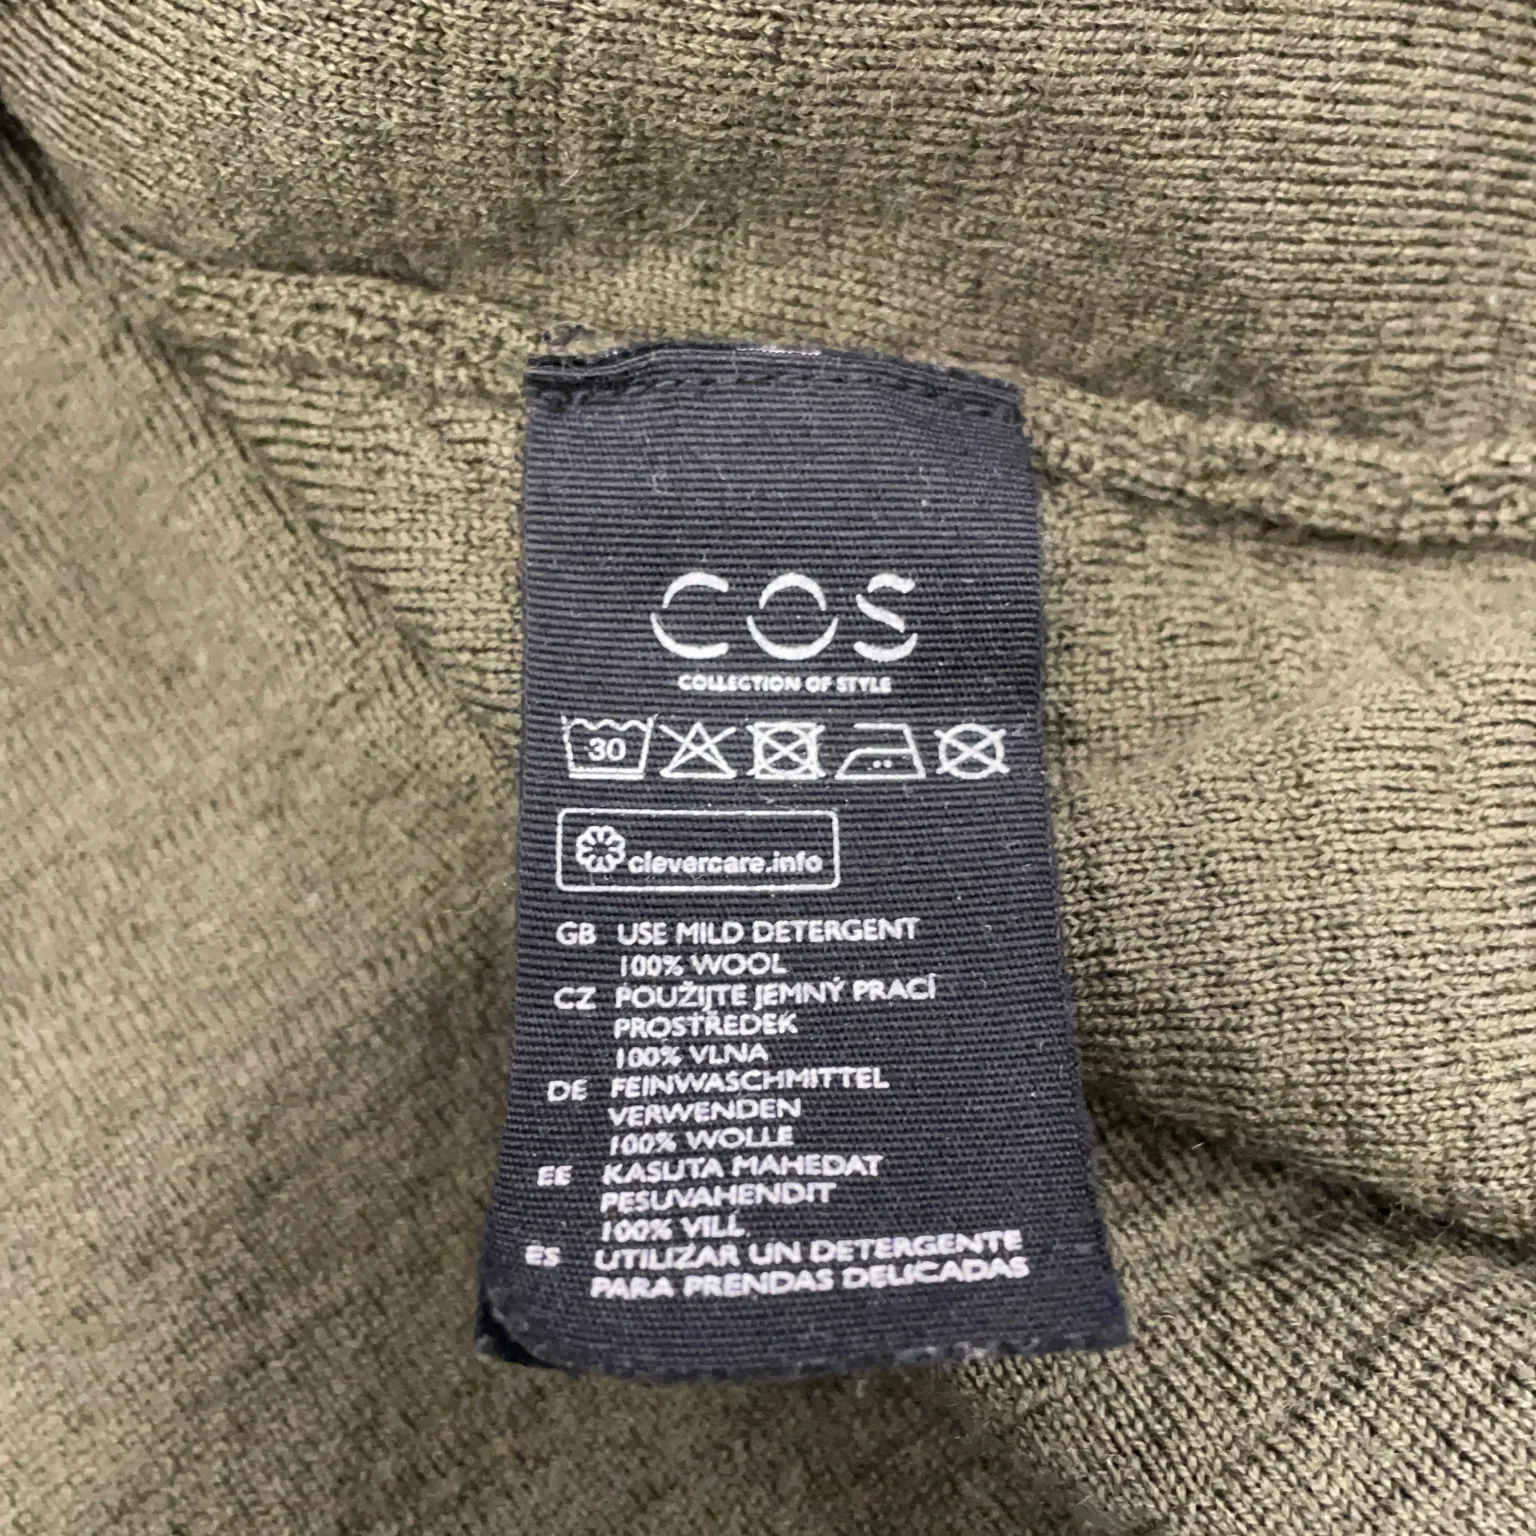 COS
COLLECTION OF STYLE
30
clevercare.info
GB USE MILD DETERGENT
100% WOOL
CZ POUŽIJTE JEMNÝ PRACÍ
PROSTŘEDEK
100% VLNA
DE FEINWASCHMITTEL
VERWENDEN
100% WOLLE
EE KASUTA MAHEDAT
PESUVAHENDIT
100% VILL
ES UTILIZAR UN DETERGENTE
PARA PRENDAS DELICADAS